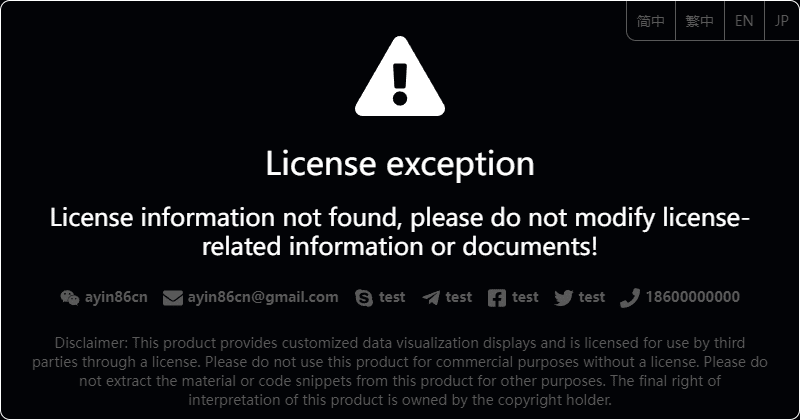 简中 繁中 EN JP
License exception
License information not found, please do not modify license-
related information or documents!
ayin86cn ayin86cn@gmail.com test test test test 18600000000
Disclaimer: This product provides customized data visualization displays and is licensed for use by third
parties through a license. Please do not use this product for commercial purposes without a license. Please do
not extract the material or code snippets from this product for other purposes. The final right of
interpretation of this product is owned by the copyright holder.